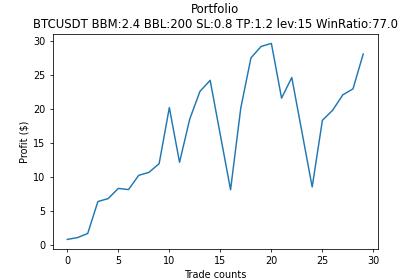 Portfolio
BTCUSDT BBM:2.4 BBL:200 SL:0.8 TP:1.2 lev:15 WinRatio:77.0
30
25
20
15
10
5
0
Profit ($)
0 5 10 15 20 25 30
Trade counts